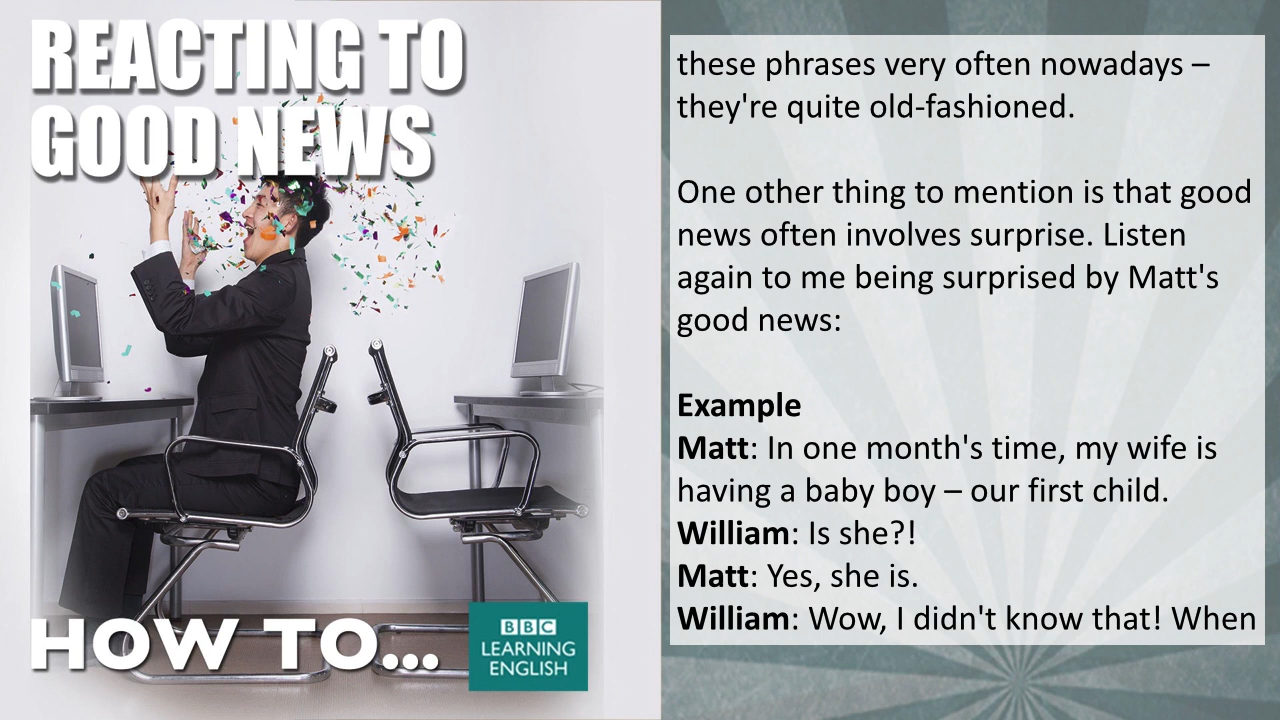 REACTING TO
GOOD NEWS
HOW TO...
BBC
LEARNING
ENGLISH
these phrases very often nowadays –
they're quite old-fashioned.
One other thing to mention is that good
news often involves surprise. Listen
again to me being surprised by Matt's
good news:
Example
Matt: In one month's time, my wife is
having a baby boy – our first child.
William: Is she?!
Matt: Yes, she is.
William: Wow, I didn't know that! When